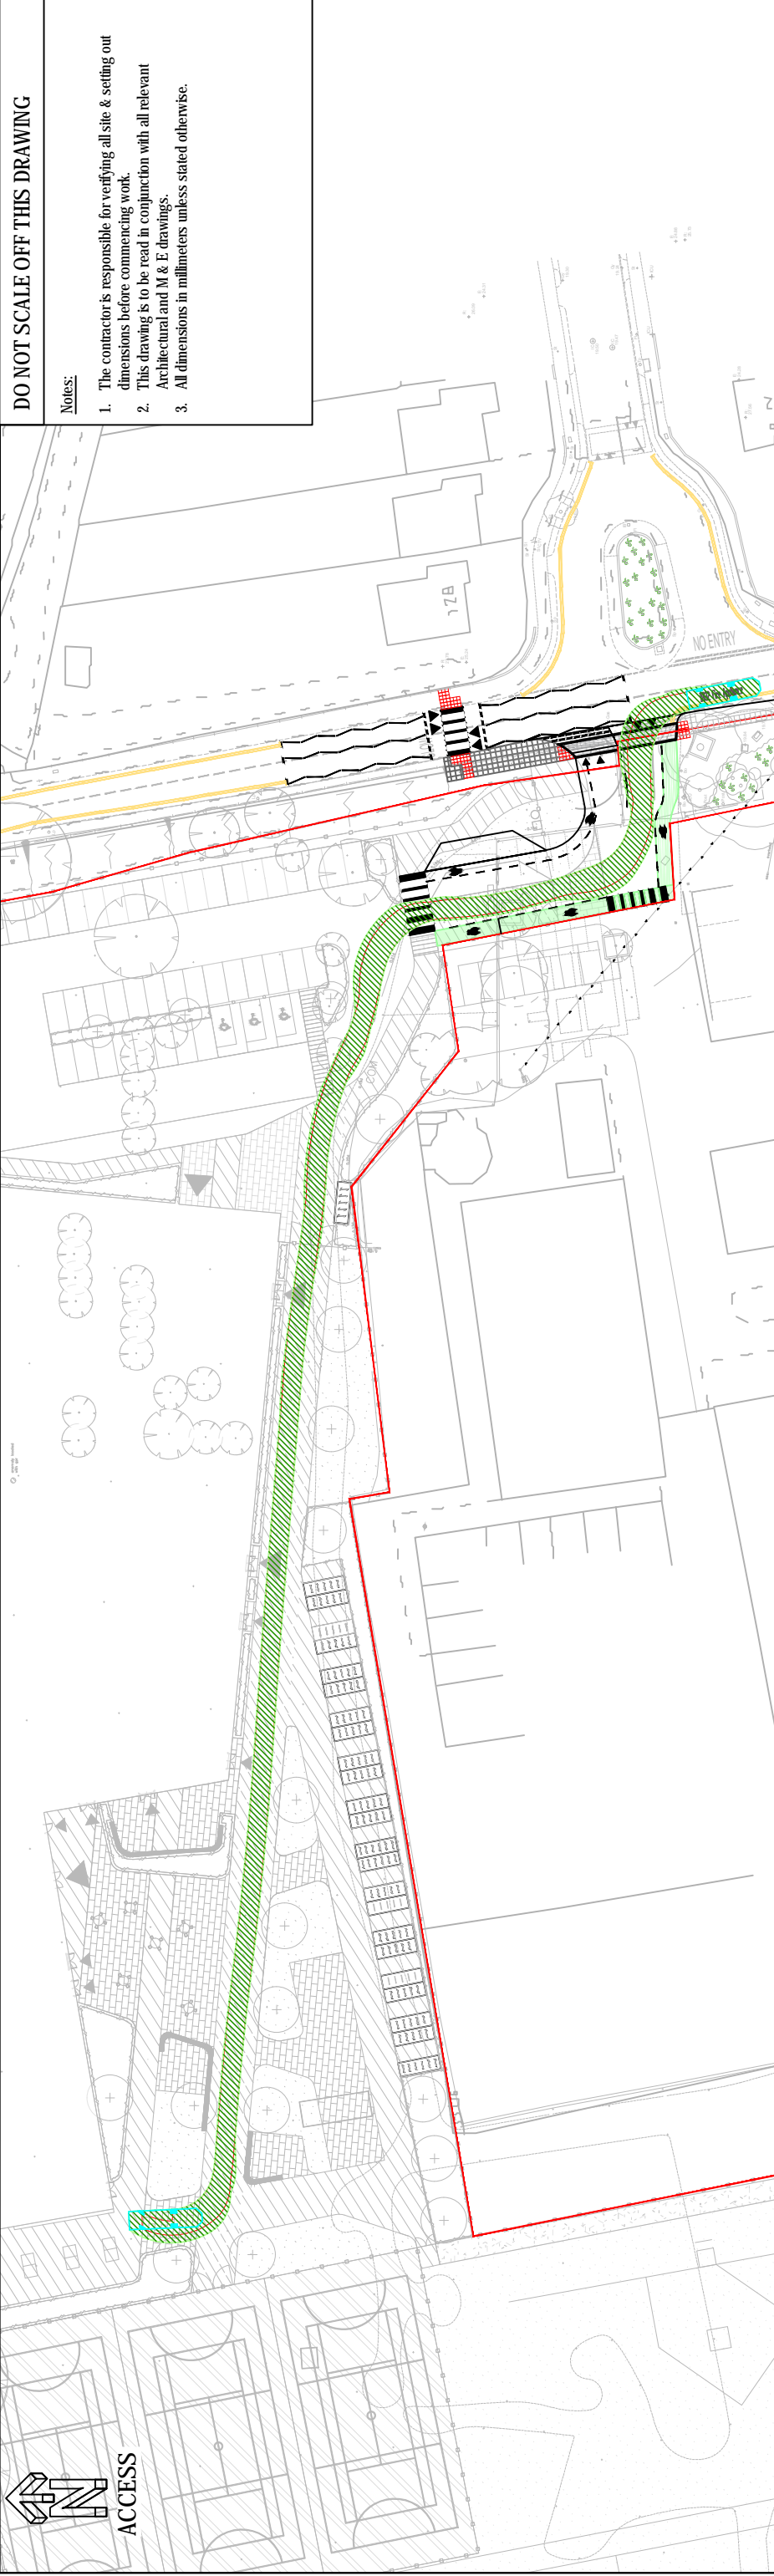 DO NOT SCALE OFF THIS DRAWING
Notes:
1. The contractor is responsible for verifying all site & setting out
dimensions before commencing work.
2. This drawing is to be read in conjunction with all relevant
Architectural and M & E drawings.
3. All dimensions in millimeters unless stated otherwise.
NO ENTRY
N
ACCESS